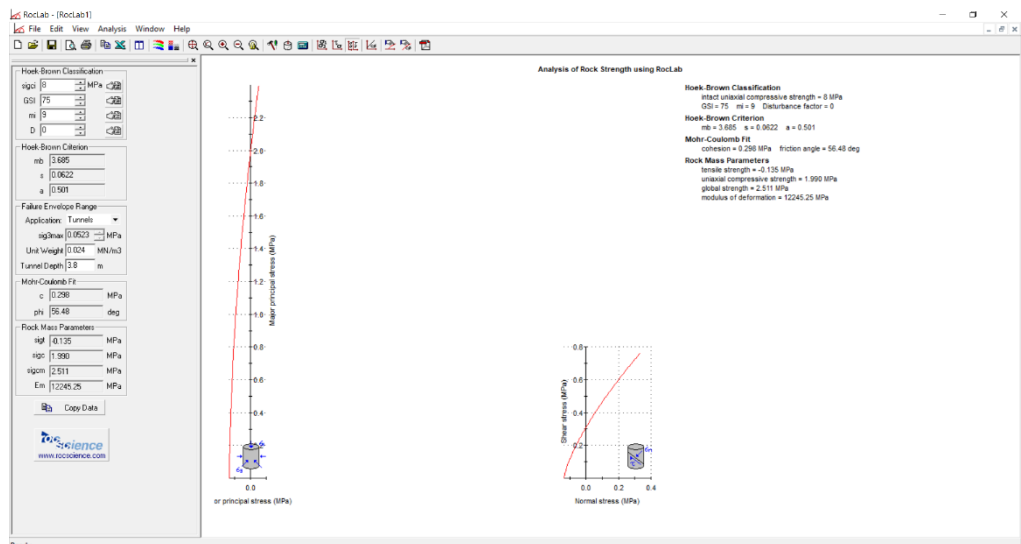 RocLab - [RocLab1]
File Edit View Analysis Window Help
Hoek-Brown Classification
sigci 8 MPa
GSI 75
mi 9
D 0
Hoek-Brown Criterion
mb 3.685
s 0.0622
a 0.501
Failure Envelope Range
Application: Tunnels
sig3max 0.0523 MPa
Unit Weight 0.024 MN/m3
Tunnel Depth 3.8 m
Mohr-Coulomb Fit
c 0.298 MPa
phi 56.48 deg
Rock Mass Parameters
sigt -0.135 MPa
sigc 1.990 MPa
sigcm 2.511 MPa
Em 12245.25 MPa
Copy Data
rocscience
www.rocscience.com
2.2
2.0
1.8
1.6
1.4
1.2
1.0
0.8
0.6
0.4
Major principal stress (MPa)
0.0
or principal stress (MPa)
Analysis of Rock Strength using RocLab
Hoek-Brown Classification
intact uniaxial compressive strength = 8 MPa
GSI = 75 mi = 9 Disturbance factor = 0
Hoek-Brown Criterion
mb = 3.685 s = 0.0622 a = 0.501
Mohr-Coulomb Fit
cohesion = 0.298 MPa friction angle = 56.48 deg
Rock Mass Parameters
tensile strength = -0.135 MPa
uniaxial compressive strength = 1.990 MPa
global strength = 2.511 MPa
modulus of deformation = 12245.25 MPa
0.8
0.6
0.4
0.2
Shear stress (MPa)
0.0 0.2 0.4
Normal stress (MPa)